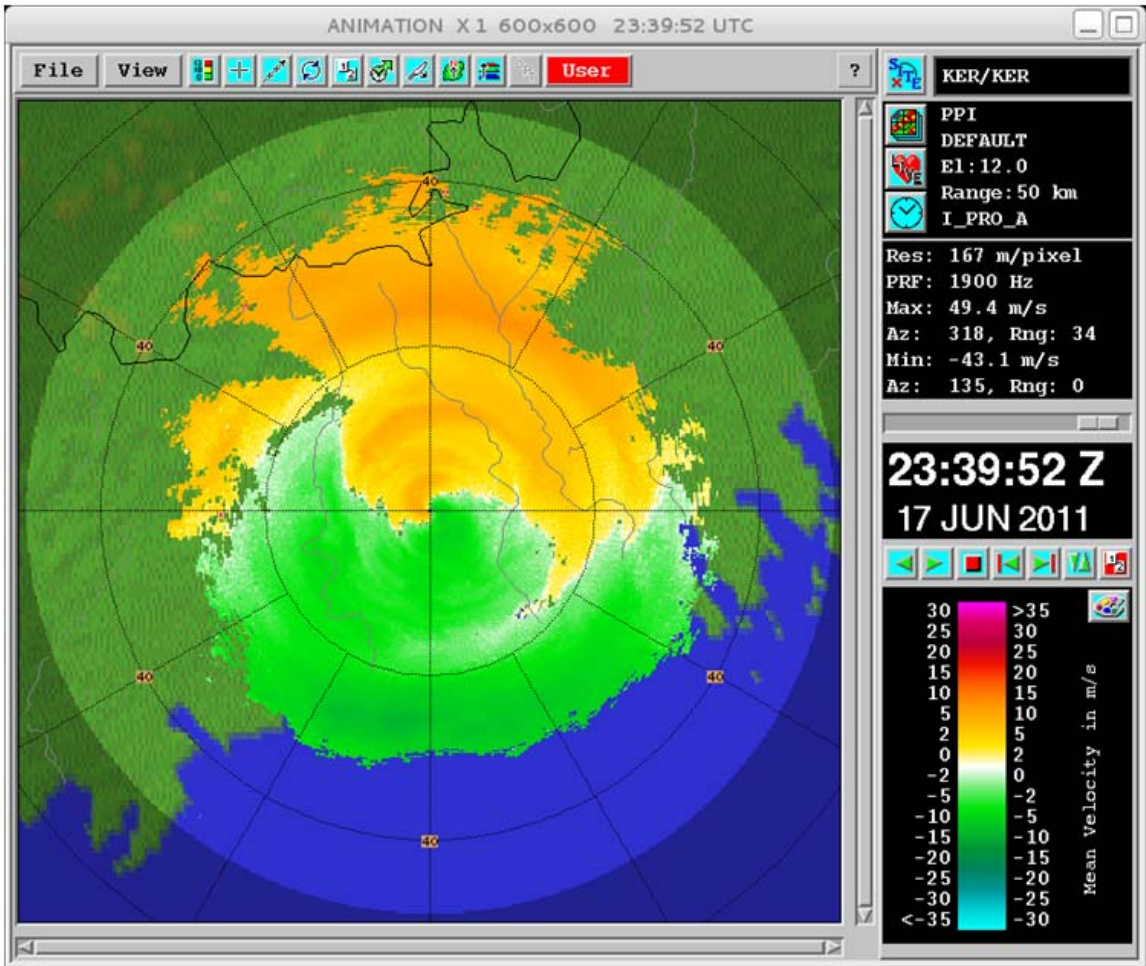 ANIMATION X 1 600x600 23:39:52 UTC
File View User ?
SITE
KER/KER
PPI
DEFAULT
El:12.0
Range:50 km
I_PRO_A
Res: 167 m/pixel
PRF: 1900 Hz
Max: 49.4 m/s
Az: 318, Rng: 34
Min: -43.1 m/s
Az: 135, Rng: 0
40
40
40
40
40
40
23:39:52 Z
17 JUN 2011
30 >35
25 30
20 25
15 20
10 15
5 10
2 5
0 2
-2 0
-5 -2
-10 -5
-15 -10
-20 -15
-25 -20
-30 -25
<-35 -30
Mean Velocity in m/s